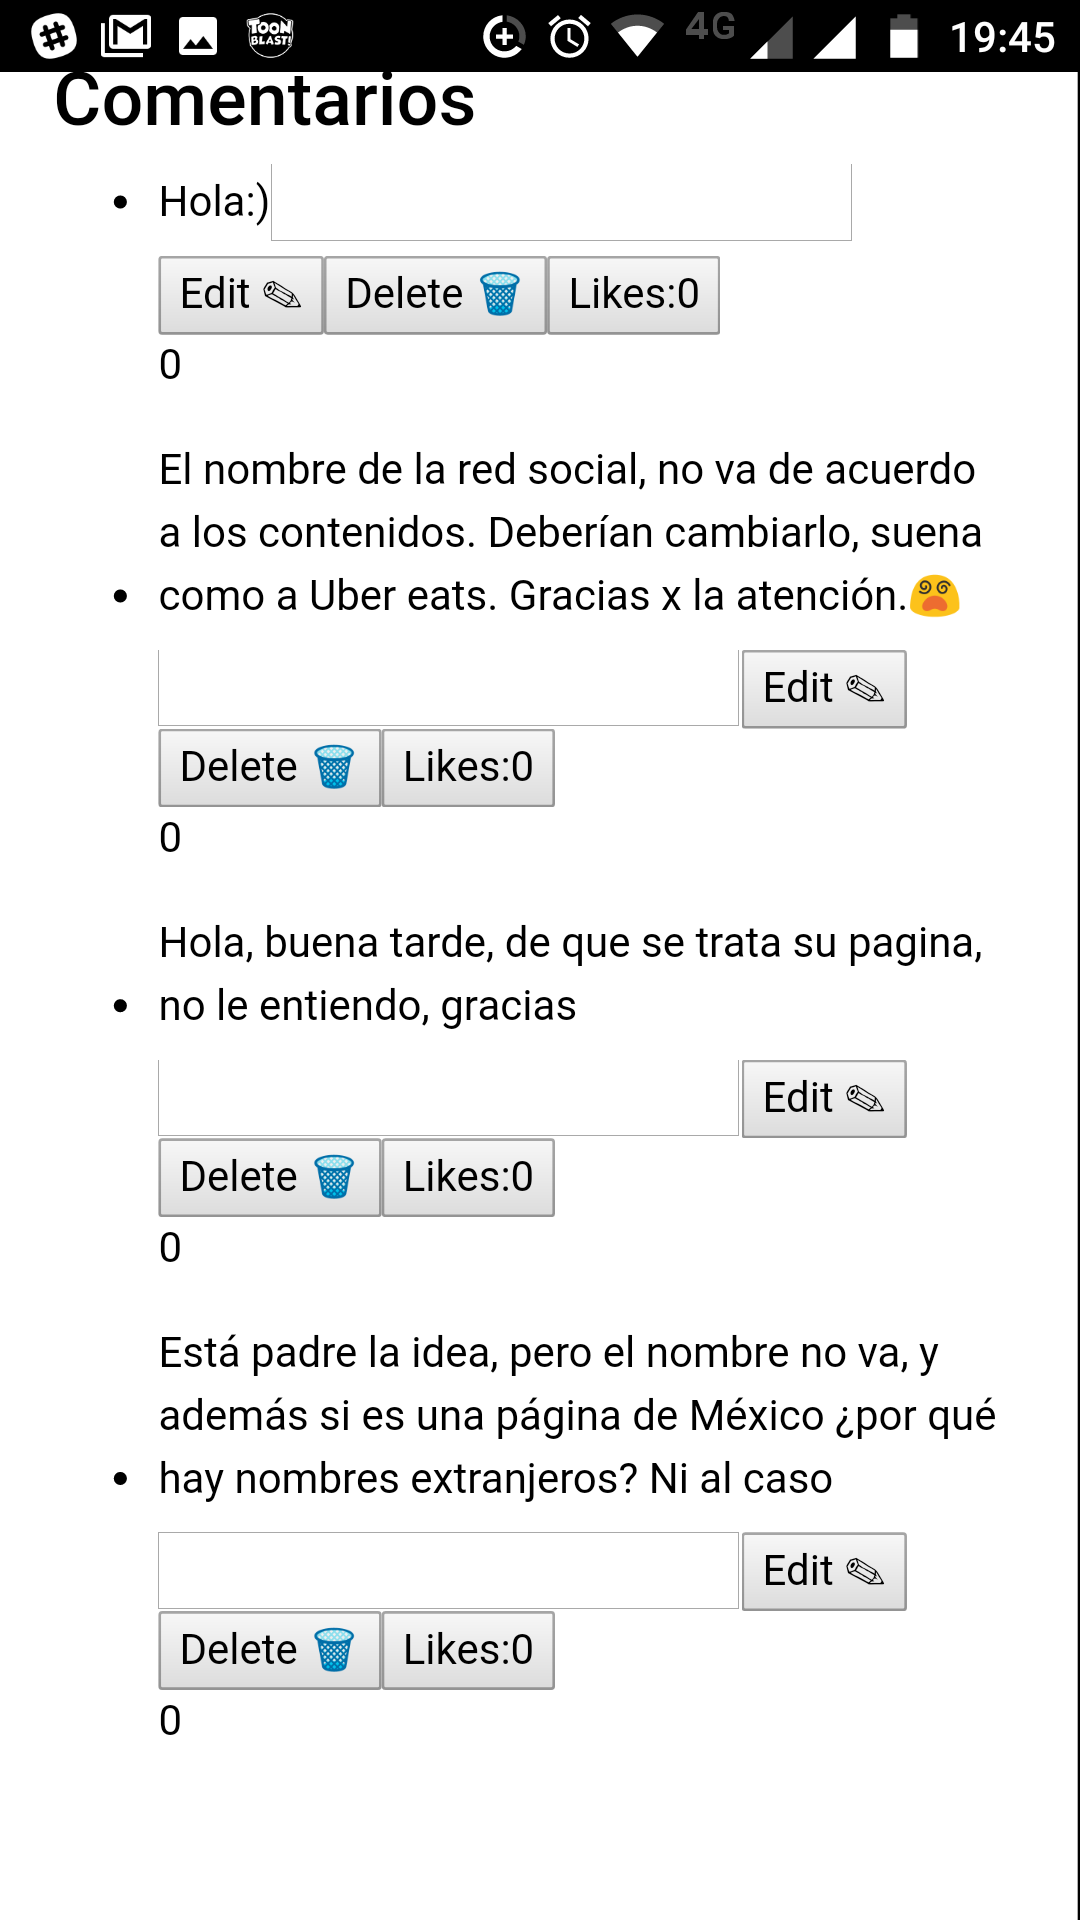 TOON
BLAST!
4G
19:45
Comentarios
Hola:)
Edit ✏ Delete 🗑 Likes:0
0
El nombre de la red social, no va de acuerdo
a los contenidos. Deberían cambiarlo, suena
como a Uber eats. Gracias x la atención.😵
Edit ✏
Delete 🗑 Likes:0
0
Hola, buena tarde, de que se trata su pagina,
no le entiendo, gracias
Edit ✏
Delete 🗑 Likes:0
0
Está padre la idea, pero el nombre no va, y
además si es una página de México ¿por qué
hay nombres extranjeros? Ni al caso
Edit ✏
Delete 🗑 Likes:0
0